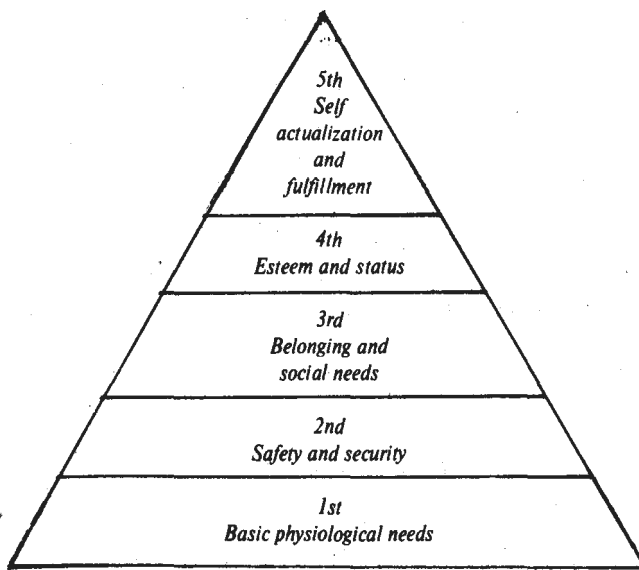 5th
Self
actualization
and
fulfillment
4th
Esteem and status
3rd
Belonging and
social needs
2nd
Safety and security
1st
Basic physiological needs